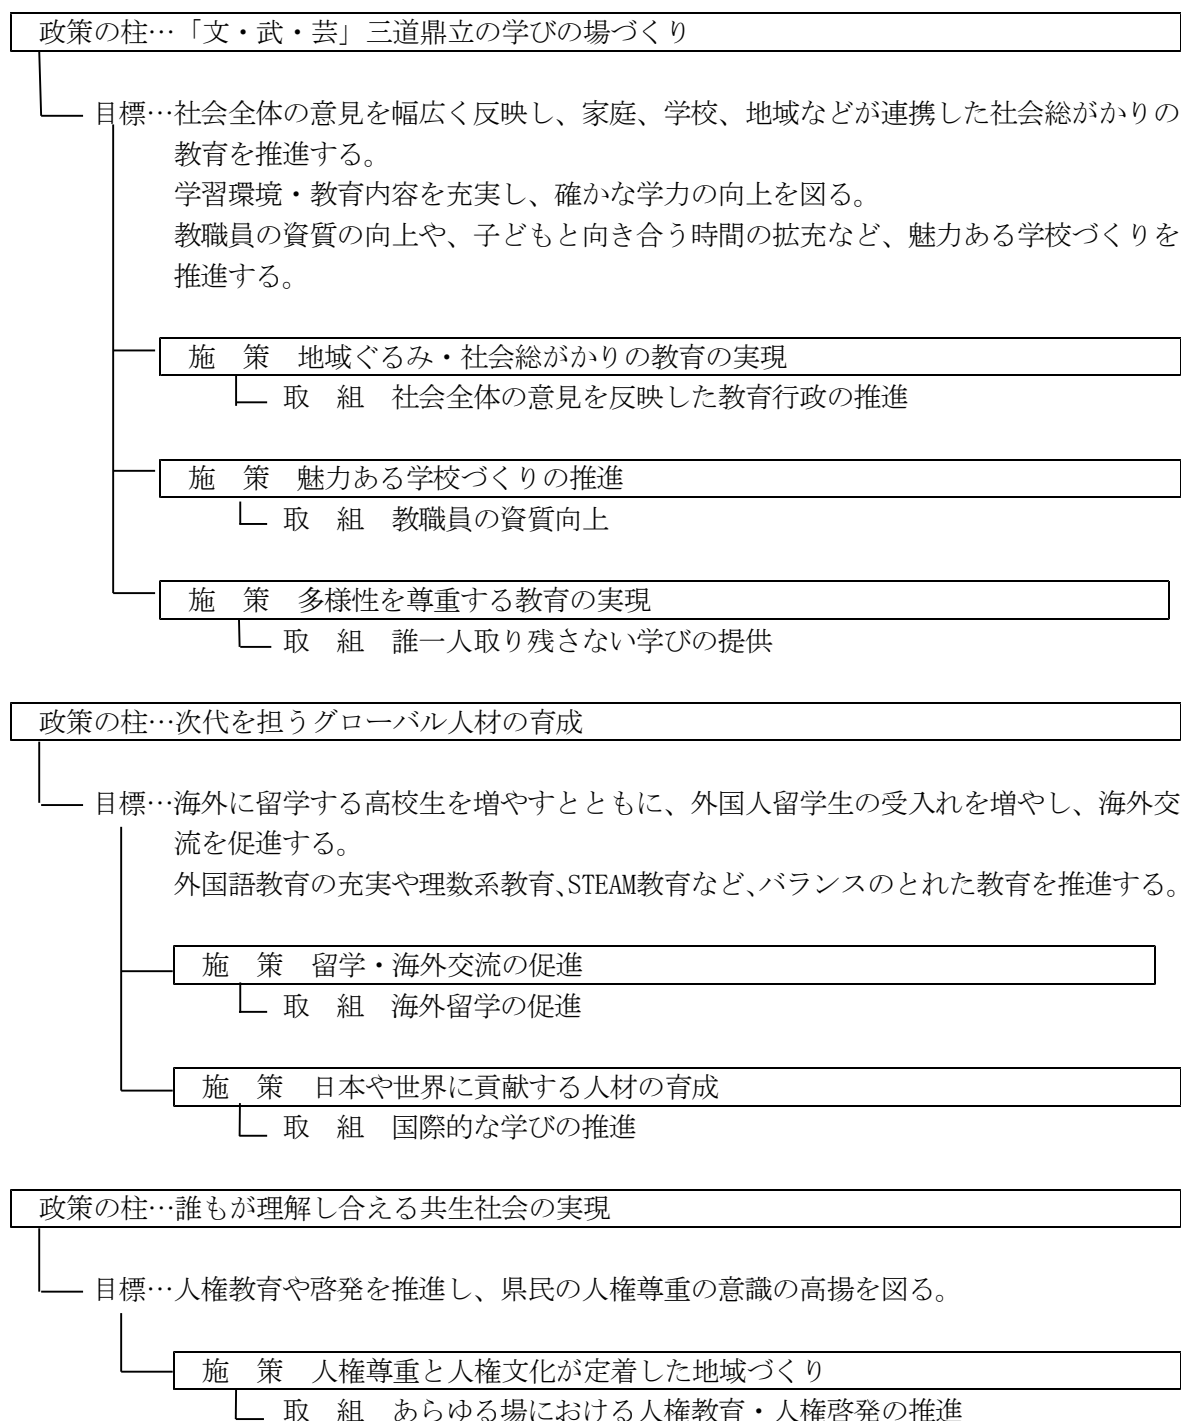 政策の柱…「文・武・芸」三道鼎立の学びの場づくり
目標…社会全体の意見を幅広く反映し、家庭、学校、地域などが連携した社会総がかりの
教育を推進する。
学習環境・教育内容を充実し、確かな学力の向上を図る。
教職員の資質の向上や、子どもと向き合う時間の拡充など、魅力ある学校づくりを
推進する。
施　策　地域ぐるみ・社会総がかりの教育の実現
取　組　社会全体の意見を反映した教育行政の推進
施　策　魅力ある学校づくりの推進
取　組　教職員の資質向上
施　策　多様性を尊重する教育の実現
取　組　誰一人取り残さない学びの提供
政策の柱…次代を担うグローバル人材の育成
目標…海外に留学する高校生を増やすとともに、外国人留学生の受入れを増やし、海外交
流を促進する。
外国語教育の充実や理数系教育、STEAM教育など、バランスのとれた教育を推進する。
施　策　留学・海外交流の促進
取　組　海外留学の促進
施　策　日本や世界に貢献する人材の育成
取　組　国際的な学びの推進
政策の柱…誰もが理解し合える共生社会の実現
目標…人権教育や啓発を推進し、県民の人権尊重の意識の高揚を図る。
施　策　人権尊重と人権文化が定着した地域づくり
取　組　あらゆる場における人権教育・人権啓発の推進